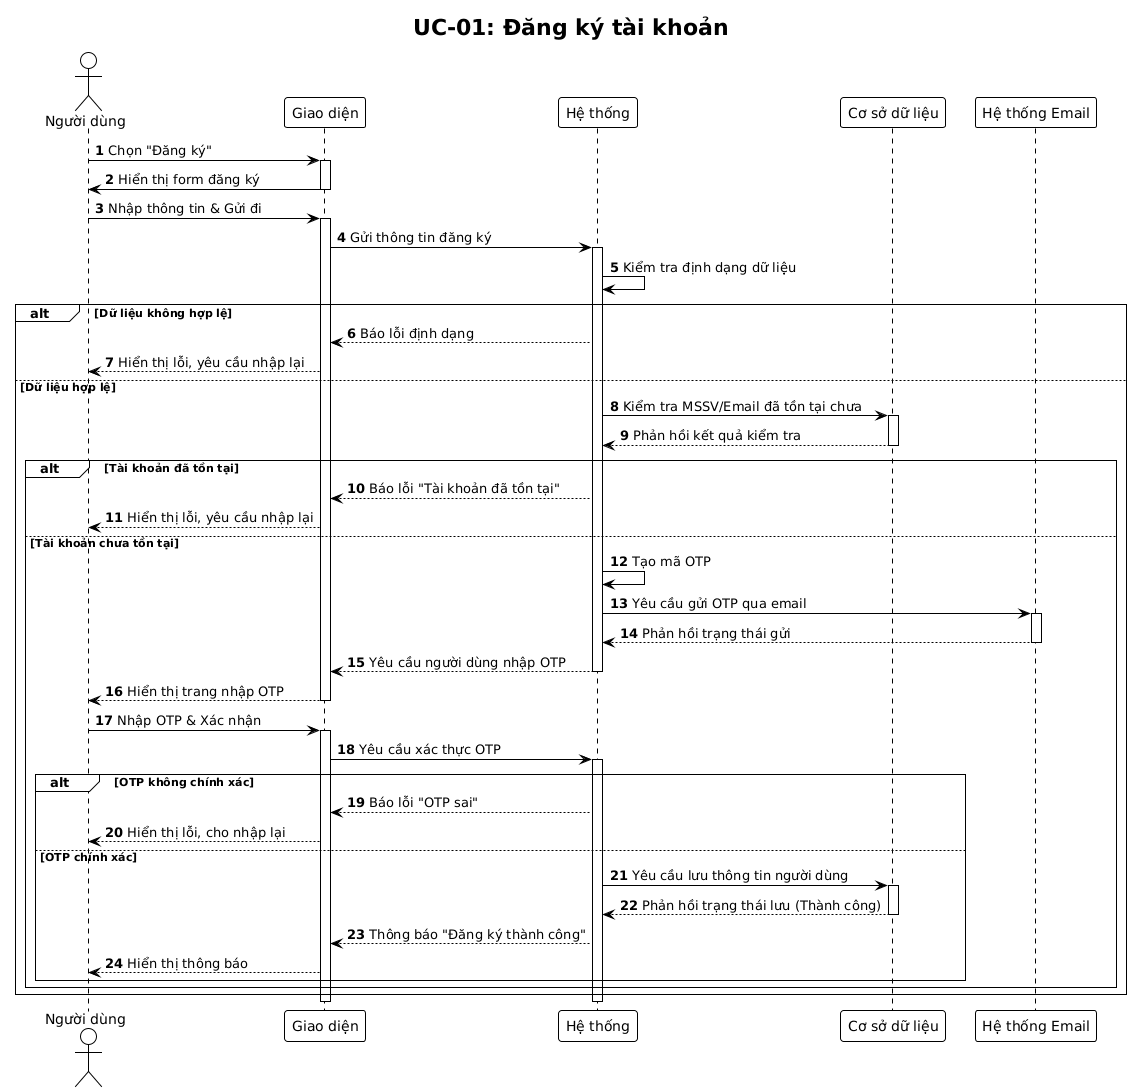 UC-01: Đăng ký tài khoản
Người dùng
Giao diện
Hệ thống
Cơ sở dữ liệu
Hệ thống Email
1 Chọn "Đăng ký"
2 Hiển thị form đăng ký
3 Nhập thông tin & Gửi đi
4 Gửi thông tin đăng ký
5 Kiểm tra định dạng dữ liệu
alt [Dữ liệu không hợp lệ]
6 Báo lỗi định dạng
7 Hiển thị lỗi, yêu cầu nhập lại
[Dữ liệu hợp lệ]
8 Kiểm tra MSSV/Email đã tồn tại chưa
9 Phản hồi kết quả kiểm tra
alt [Tài khoản đã tồn tại]
10 Báo lỗi "Tài khoản đã tồn tại"
11 Hiển thị lỗi, yêu cầu nhập lại
[Tài khoản chưa tồn tại]
12 Tạo mã OTP
13 Yêu cầu gửi OTP qua email
14 Phản hồi trạng thái gửi
15 Yêu cầu người dùng nhập OTP
16 Hiển thị trang nhập OTP
17 Nhập OTP & Xác nhận
18 Yêu cầu xác thực OTP
alt [OTP không chính xác]
19 Báo lỗi "OTP sai"
20 Hiển thị lỗi, cho nhập lại
[OTP chính xác]
21 Yêu cầu lưu thông tin người dùng
22 Phản hồi trạng thái lưu (Thành công)
23 Thông báo "Đăng ký thành công"
24 Hiển thị thông báo
Người dùng
Giao diện
Hệ thống
Cơ sở dữ liệu
Hệ thống Email